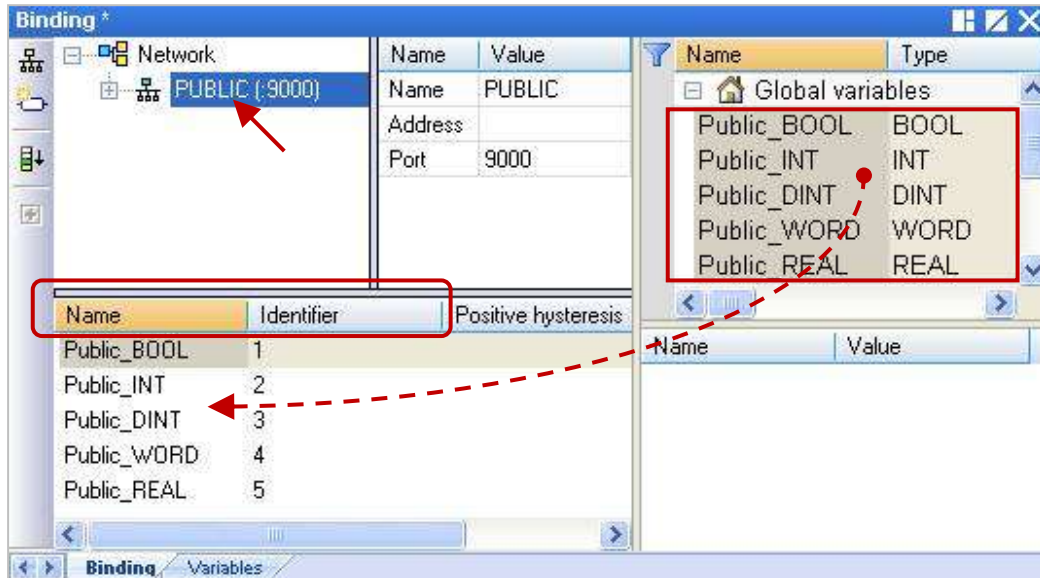 Binding *
Network
PUBLIC (:9000)
Name Value
Name PUBLIC
Address
Port 9000
Name Type
Global variables
Public_BOOL BOOL
Public_INT INT
Public_DINT DINT
Public_WORD WORD
Public_REAL REAL
Name Identifier Positive hysteresis
Public_BOOL 1
Public_INT 2
Public_DINT 3
Public_WORD 4
Public_REAL 5
Name Value
Binding Variables